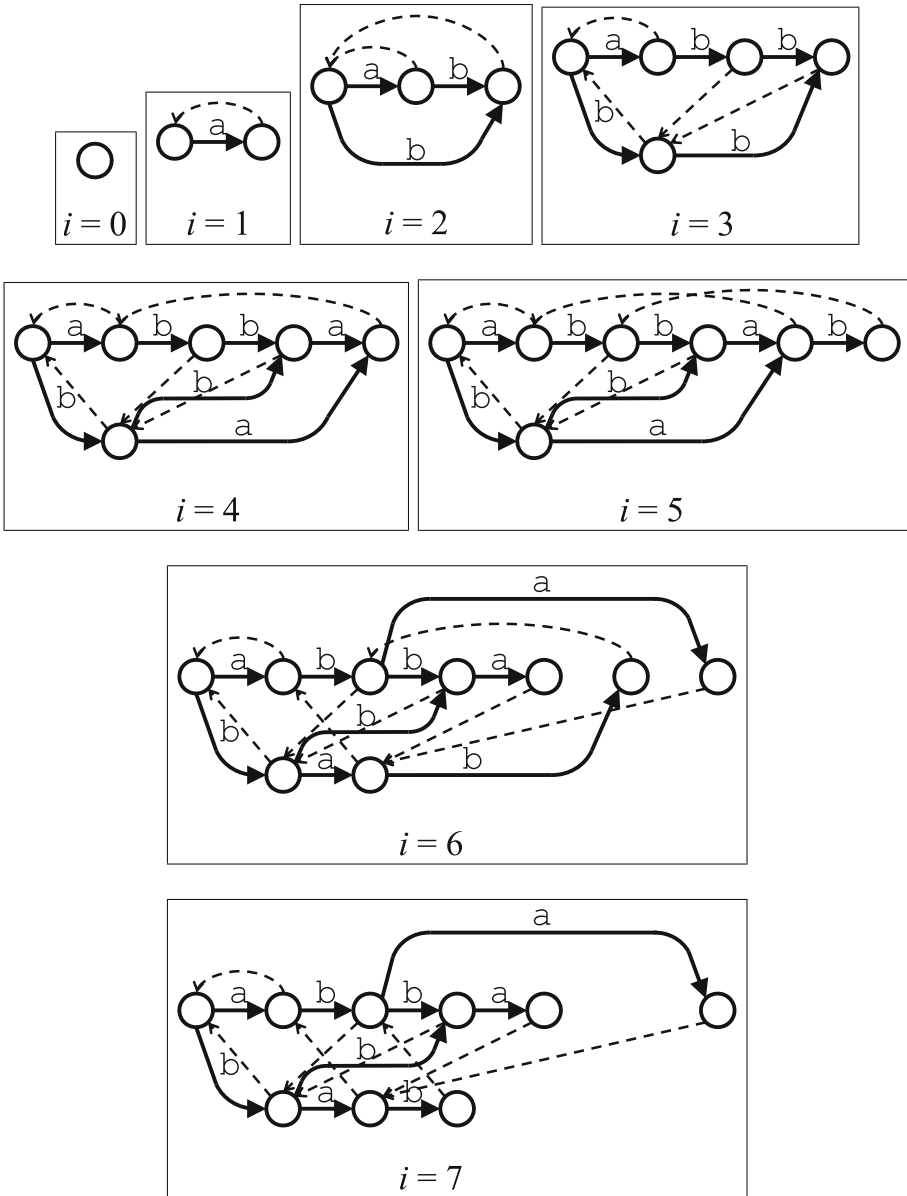 a b b
a b
a b
i = 0
i = 1
b
i = 2
b
i = 3
a b b a
b b
a
i = 4
a b b a b
b b
a
i = 5
a
a b b a
b b
a b
i = 6
a
a b b a
b b
a b
i = 7